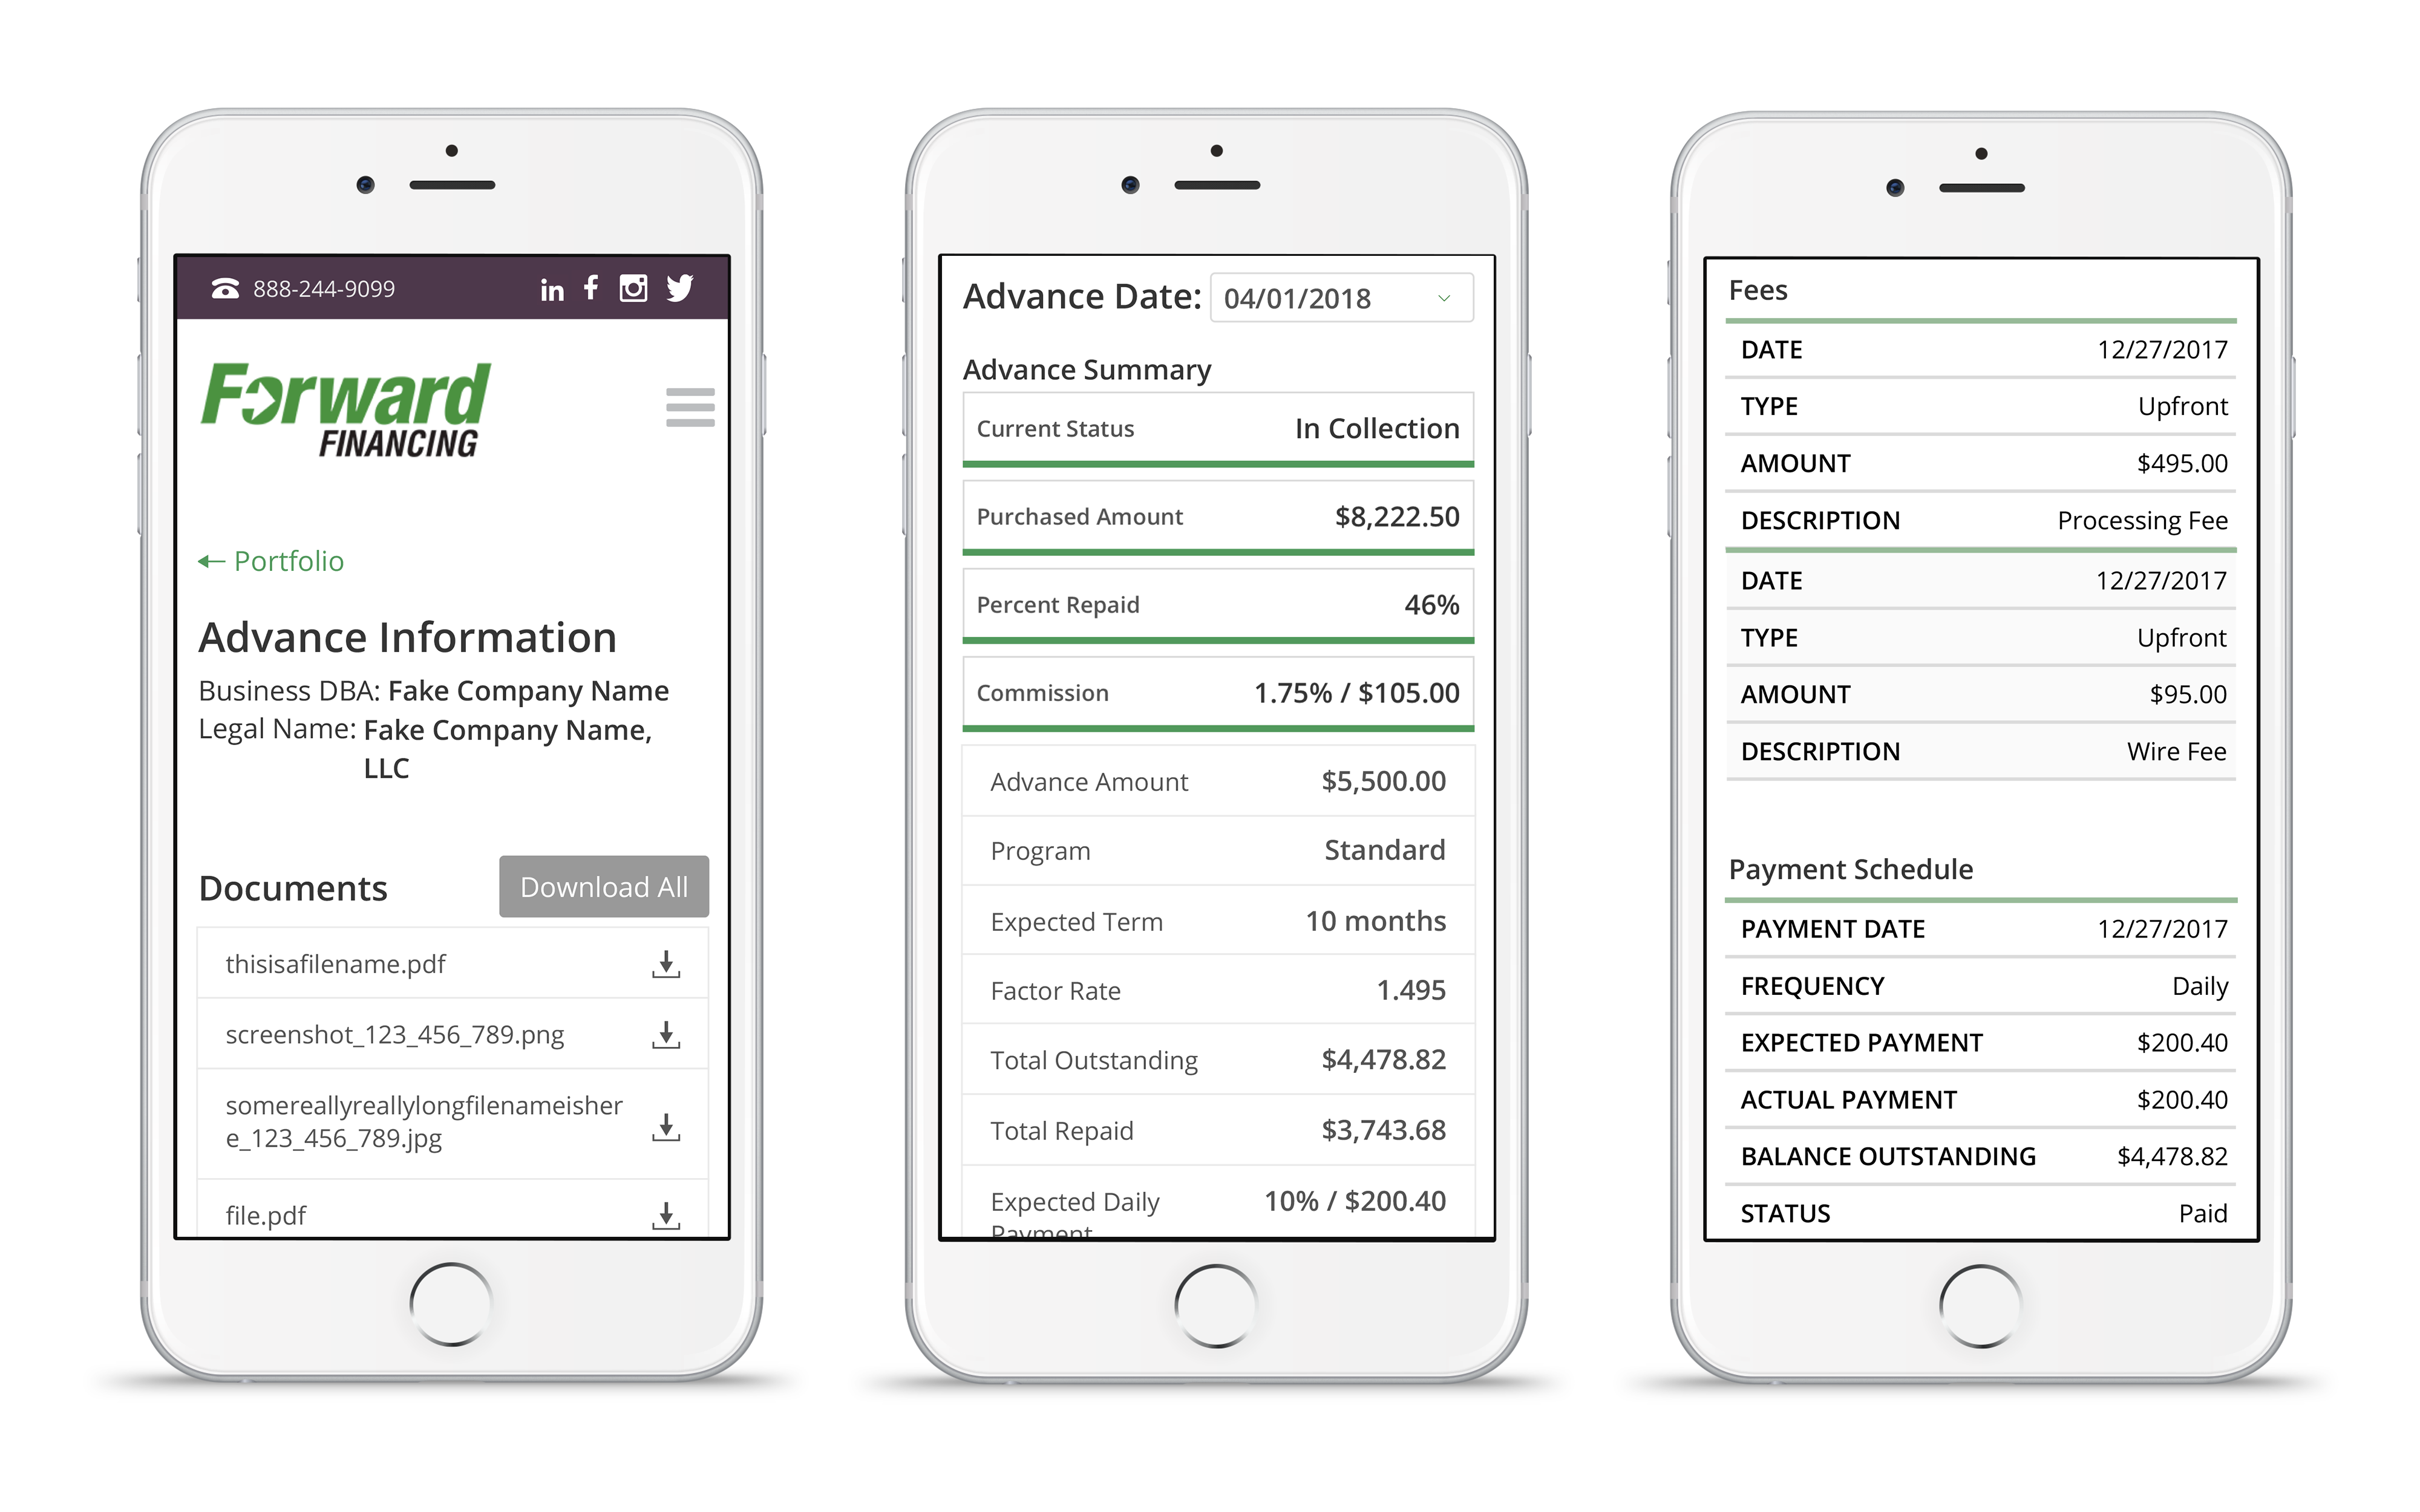 888-244-9099
Forward
FINANCING
← Portfolio
Advance Information
Business DBA: Fake Company Name
Legal Name: Fake Company Name,
LLC
Documents Download All
thisisafilename.pdf
screenshot_123_456_789.png
somereallyreallylongfilenameisher
e_123_456_789.jpg
file.pdf
Advance Date: 04/01/2018
Advance Summary
Current Status In Collection
Purchased Amount $8,222.50
Percent Repaid 46%
Commission 1.75% / $105.00
Advance Amount $5,500.00
Program Standard
Expected Term 10 months
Factor Rate 1.495
Total Outstanding $4,478.82
Total Repaid $3,743.68
Expected Daily 10% / $200.40
Payment
Fees
DATE 12/27/2017
TYPE Upfront
AMOUNT $495.00
DESCRIPTION Processing Fee
DATE 12/27/2017
TYPE Upfront
AMOUNT $95.00
DESCRIPTION Wire Fee
Payment Schedule
PAYMENT DATE 12/27/2017
FREQUENCY Daily
EXPECTED PAYMENT $200.40
ACTUAL PAYMENT $200.40
BALANCE OUTSTANDING $4,478.82
STATUS Paid